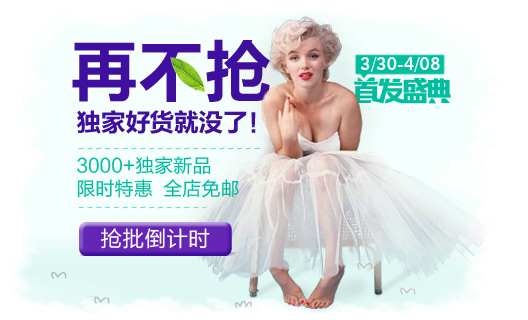 再不抢
独家好货就没了!
3000+独家新品
限时特惠 全店免邮
抢批倒计时
3/30-4/08
首发盛典